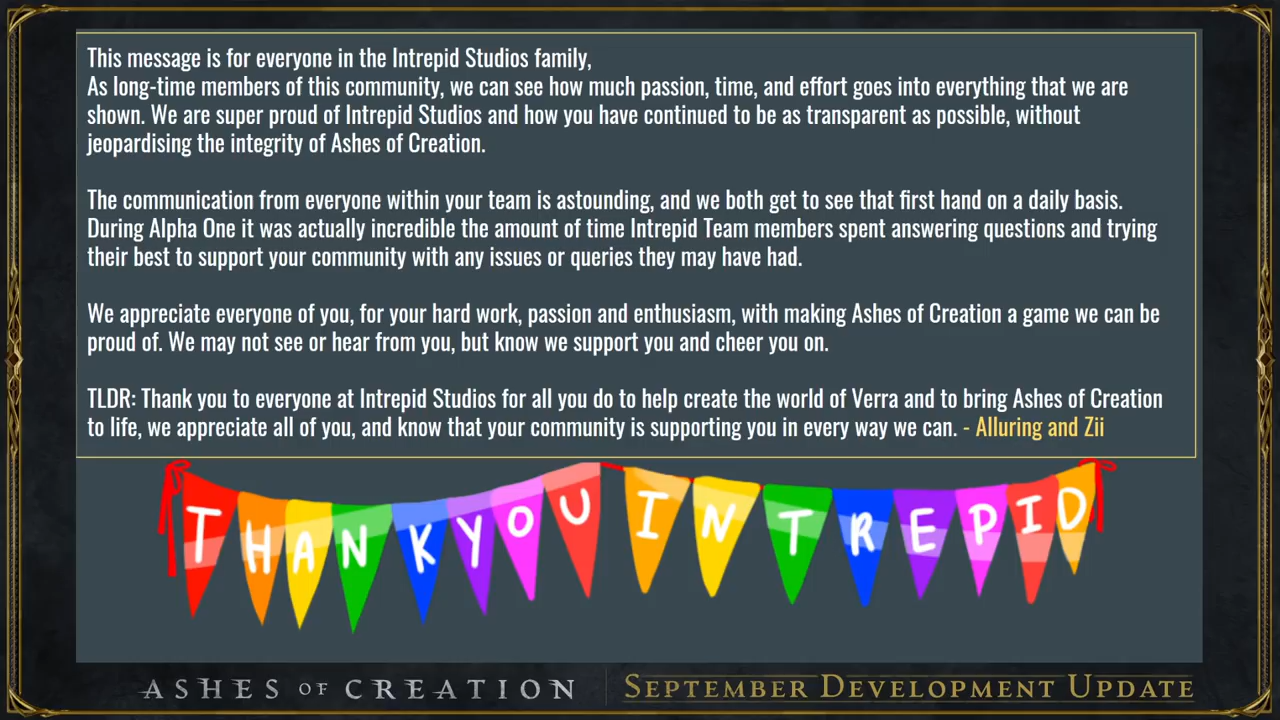 This message is for everyone in the Intrepid Studios family,
As long-time members of this community, we can see how much passion, time, and effort goes into everything that we are
shown. We are super proud of Intrepid Studios and how you have continued to be as transparent as possible, without
jeopardising the integrity of Ashes of Creation.
The communication from everyone within your team is astounding, and we both get to see that first hand on a daily basis.
During Alpha One it was actually incredible the amount of time Intrepid Team members spent answering questions and trying
their best to support your community with any issues or queries they may have had.
We appreciate everyone of you, for your hard work, passion and enthusiasm, with making Ashes of Creation a game we can be
proud of. We may not see or hear from you, but know we support you and cheer you on.
TLDR: Thank you to everyone at Intrepid Studios for all you do to help create the world of Verra and to bring Ashes of Creation
to life, we appreciate all of you, and know that your community is supporting you in every way we can. - Alluring and Zii
THANK YOU INTREPID
ASHES OF CREATION | SEPTEMBER DEVELOPMENT UPDATE